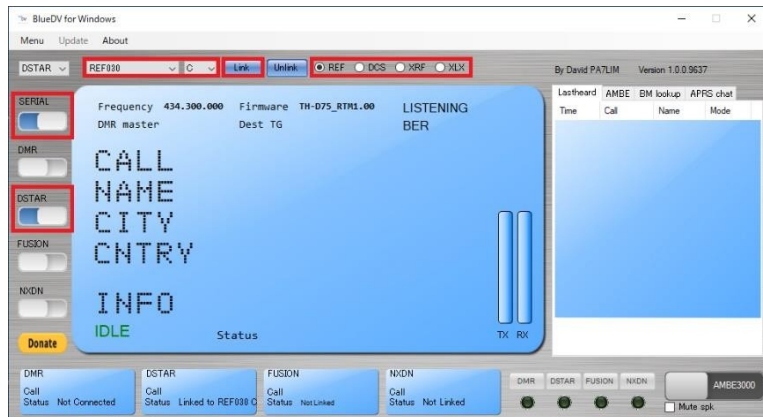 BlueDV for Windows
Menu Update About
DSTAR REF030 C Link Unlink REF DCS XRF XLX By David PA7LIM Version 1.0.0.9637
SERIAL
DMR
DSTAR
FUSION
NXDN
Donate
Frequency 434.300.000 Firmware TH-D75_RTM1.00 LISTENING
DMR master Dest TG BER
CALL
NAME
CITY
CNTRY
INFO
IDLE Status TX RX
Lastheard AMBE BM lookup APRS chat
Time Call Name Mode
DMR
Call
Status Not Connected
DSTAR
Call
Status Linked to REF030 C
FUSION
Call
Status Not Linked
NXDN
Call
Status Not Linked
DMR DSTAR FUSION NXDN
AMBE3000
Mute spk